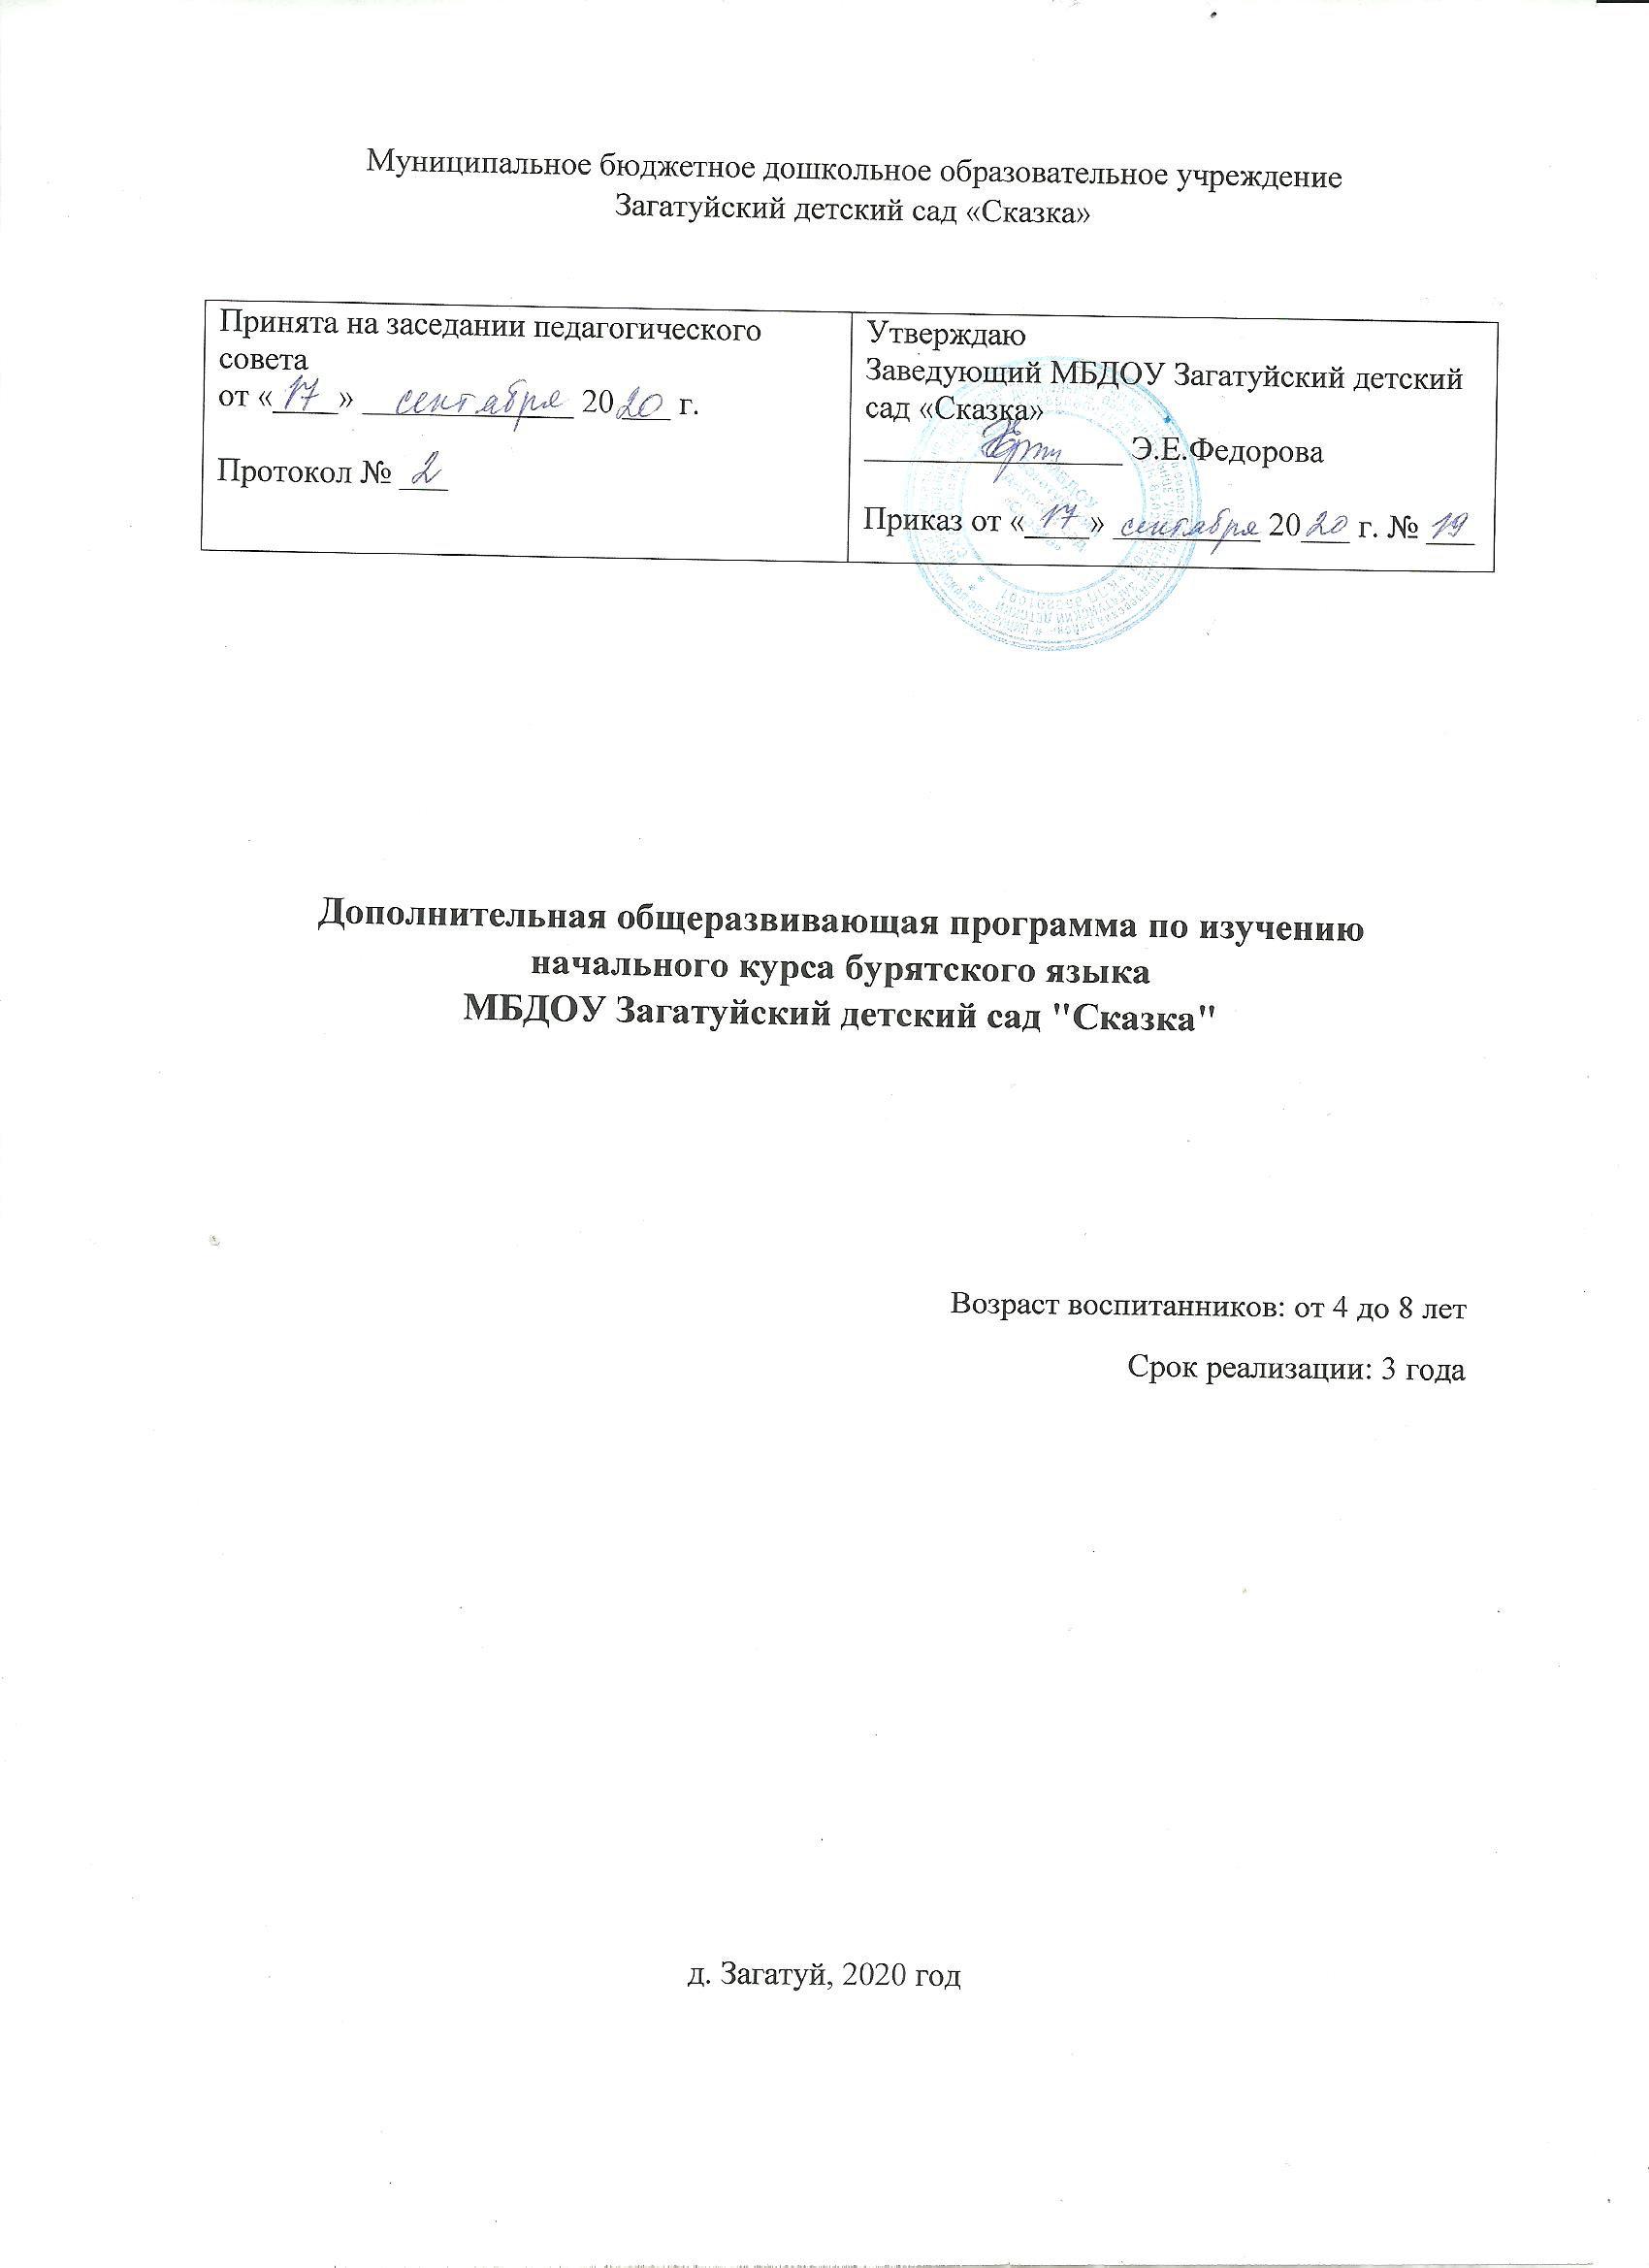 Муниципальное бюджетное дошкольное образовательное учреждение
Загатуйский детский сад «Сказка»
Принята на заседании педагогического
совета
от «17» сентября 2020 г.
Протокол № 2
Утверждаю
Заведующий МБДОУ Загатуйский детский
сад «Сказка»
Э.Е.Федорова
Приказ от «17» сентября 2020 г. № 19
Дополнительная общеразвивающая программа по изучению
начального курса бурятского языка
МБДОУ Загатуйский детский сад "Сказка"
Возраст воспитанников: от 4 до 8 лет
Срок реализации: 3 года
д. Загатуй, 2020 год